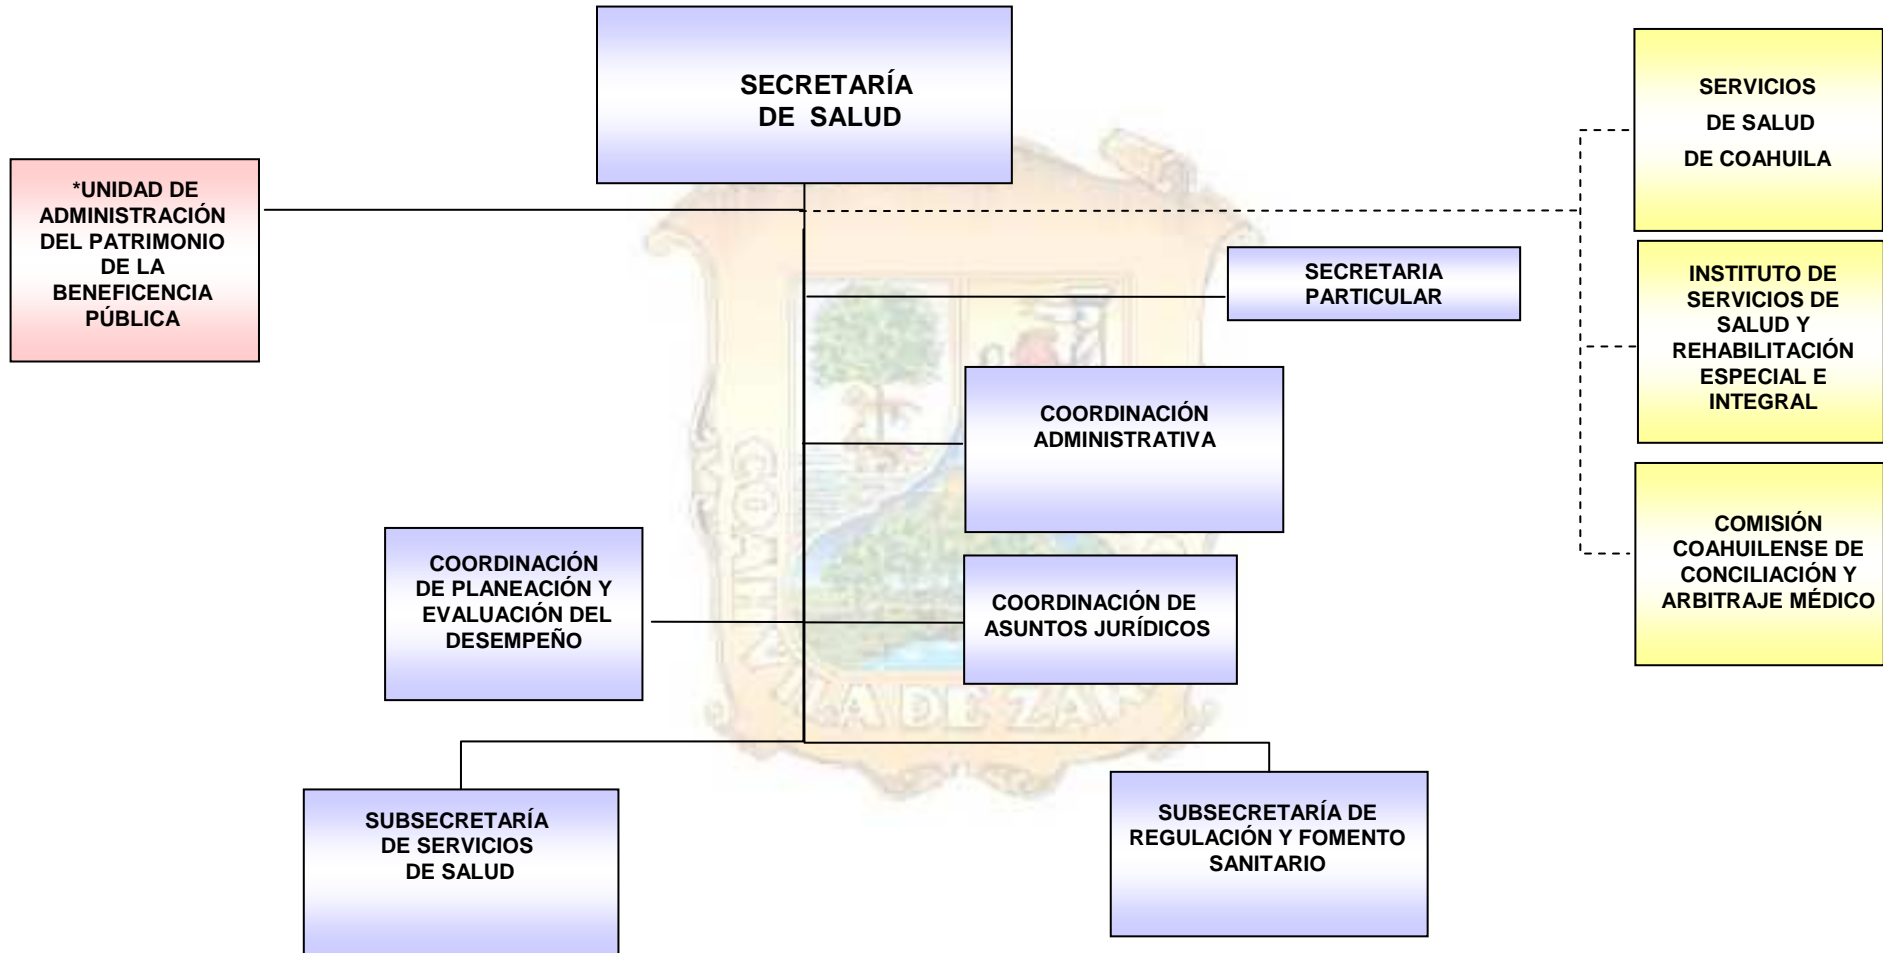 SECRETARÍA
DE SALUD
SERVICIOS
DE SALUD
DE COAHUILA
*UNIDAD DE
ADMINISTRACIÓN
DEL PATRIMONIO
DE LA
BENEFICENCIA
PÚBLICA
SECRETARIA
PARTICULAR
INSTITUTO DE
SERVICIOS DE
SALUD Y
REHABILITACIÓN
ESPECIAL E
INTEGRAL
COORDINACIÓN
ADMINISTRATIVA
COMISIÓN
COAHUILENSE DE
CONCILIACIÓN Y
ARBITRAJE MÉDICO
COORDINACIÓN
DE PLANEACIÓN Y
EVALUACIÓN DEL
DESEMPEÑO
COORDINACIÓN DE
ASUNTOS JURÍDICOS
SUBSECRETARÍA
DE SERVICIOS
DE SALUD
SUBSECRETARÍA DE
REGULACIÓN Y FOMENTO
SANITARIO